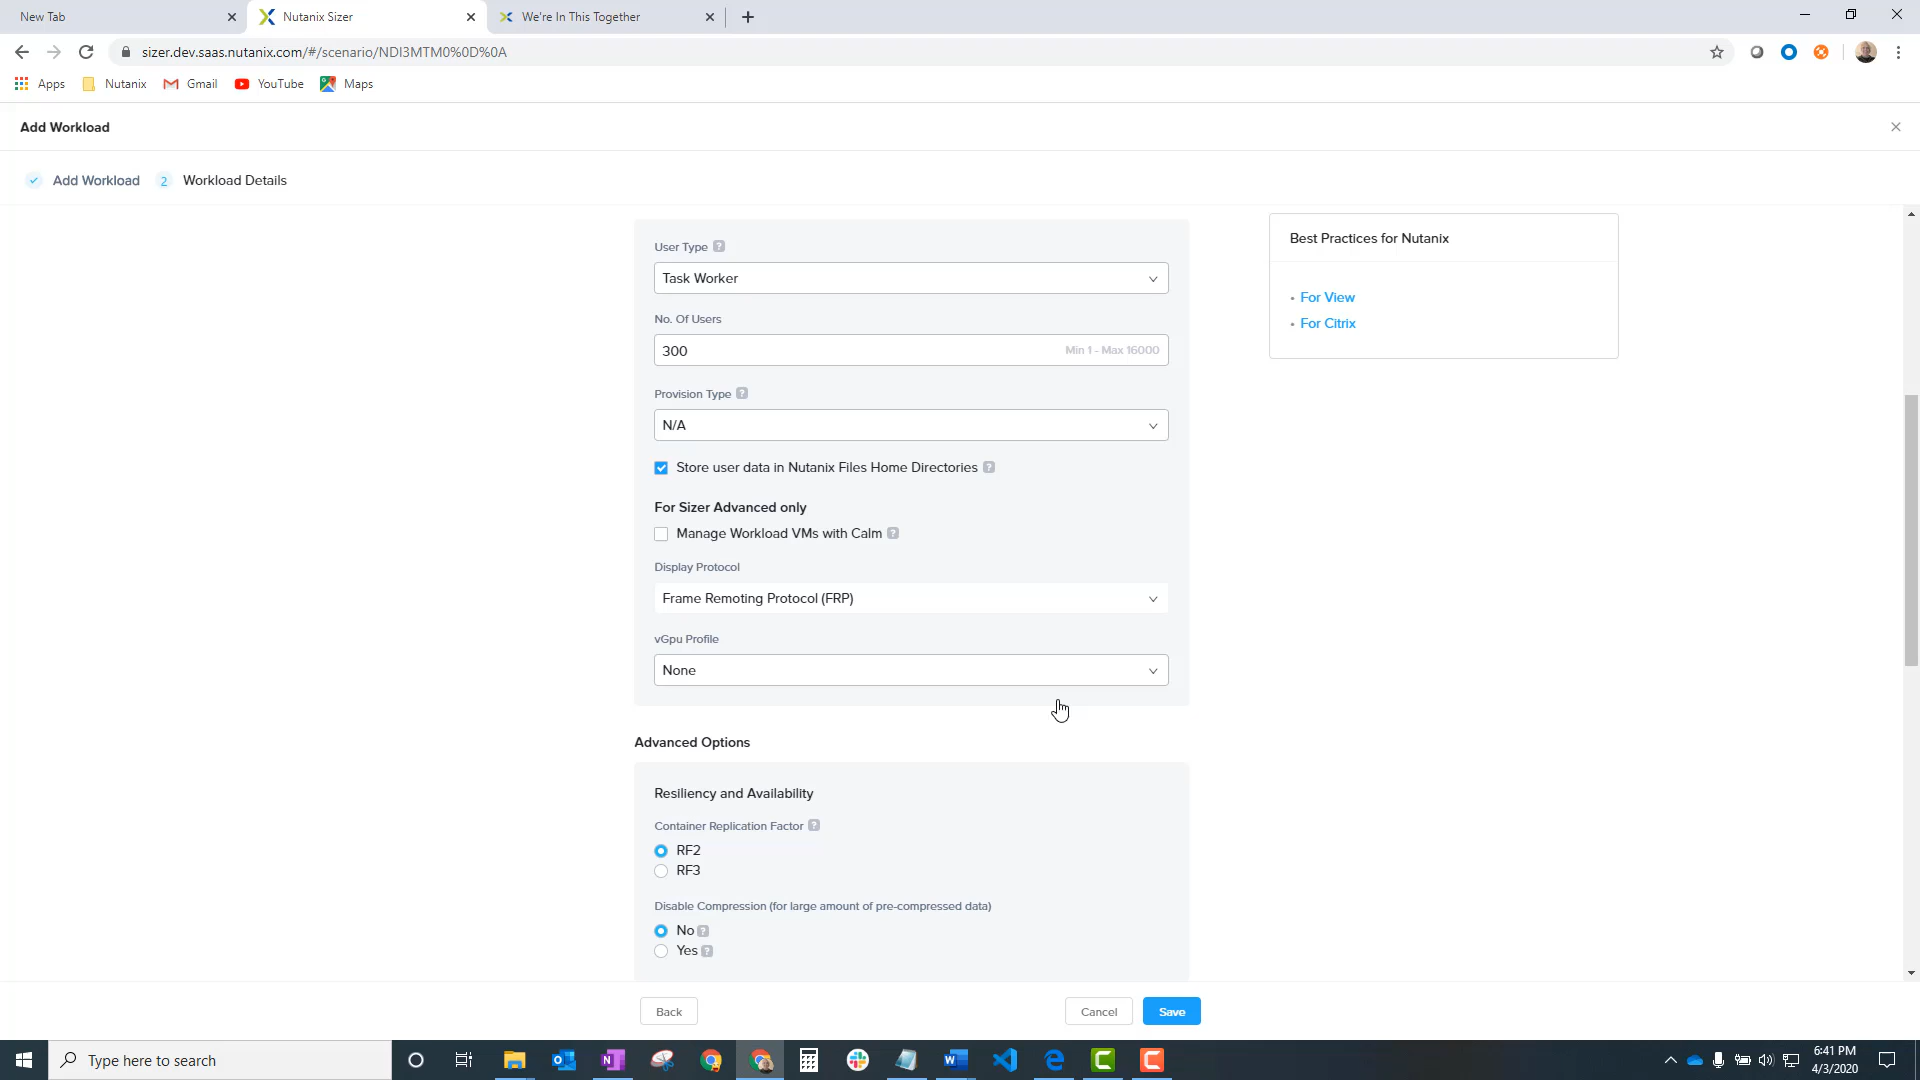 New Tab
Nutanix Sizer
We're In This Together
sizer.dev.saas.nutanix.com/#/scenario/NDI3MTM0%0D%0A
Apps
Nutanix
Gmail
YouTube
Maps
Add Workload
Add Workload
2
Workload Details
User Type ?
Task Worker
No. Of Users
300
Min 1 - Max 16000
Provision Type ?
N/A
Store user data in Nutanix Files Home Directories ?
For Sizer Advanced only
Manage Workload VMs with Calm ?
Display Protocol
Frame Remoting Protocol (FRP)
vGpu Profile
None
Best Practices for Nutanix
• For View
• For Citrix
Advanced Options
Resiliency and Availability
Container Replication Factor ?
RF2
RF3
Disable Compression (for large amount of pre-compressed data)
No ?
Yes ?
Back
Cancel
Save
Type here to search
6:41 PM
4/3/2020